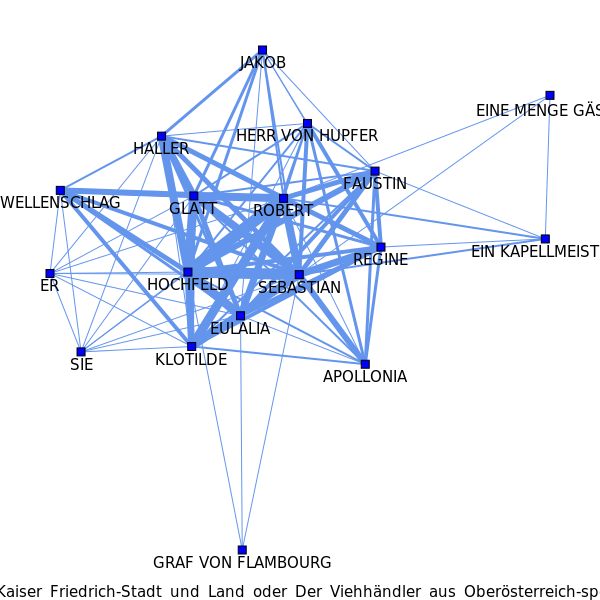 JAKOB
EINE MENGE GÄS
HERR VON HUPFER
HALLER
FAUSTIN
WELLENSCHLAG
GLATT
ROBERT
EIN KAPELLMEIST
REGINE
ER
HOCHFELD
SEBASTIAN
EULALIA
SIE
KLOTILDE
APOLLONIA
GRAF VON FLAMBOURG
Kaiser Friedrich-Stadt und Land oder Der Viehhändler aus Oberösterreich-sp